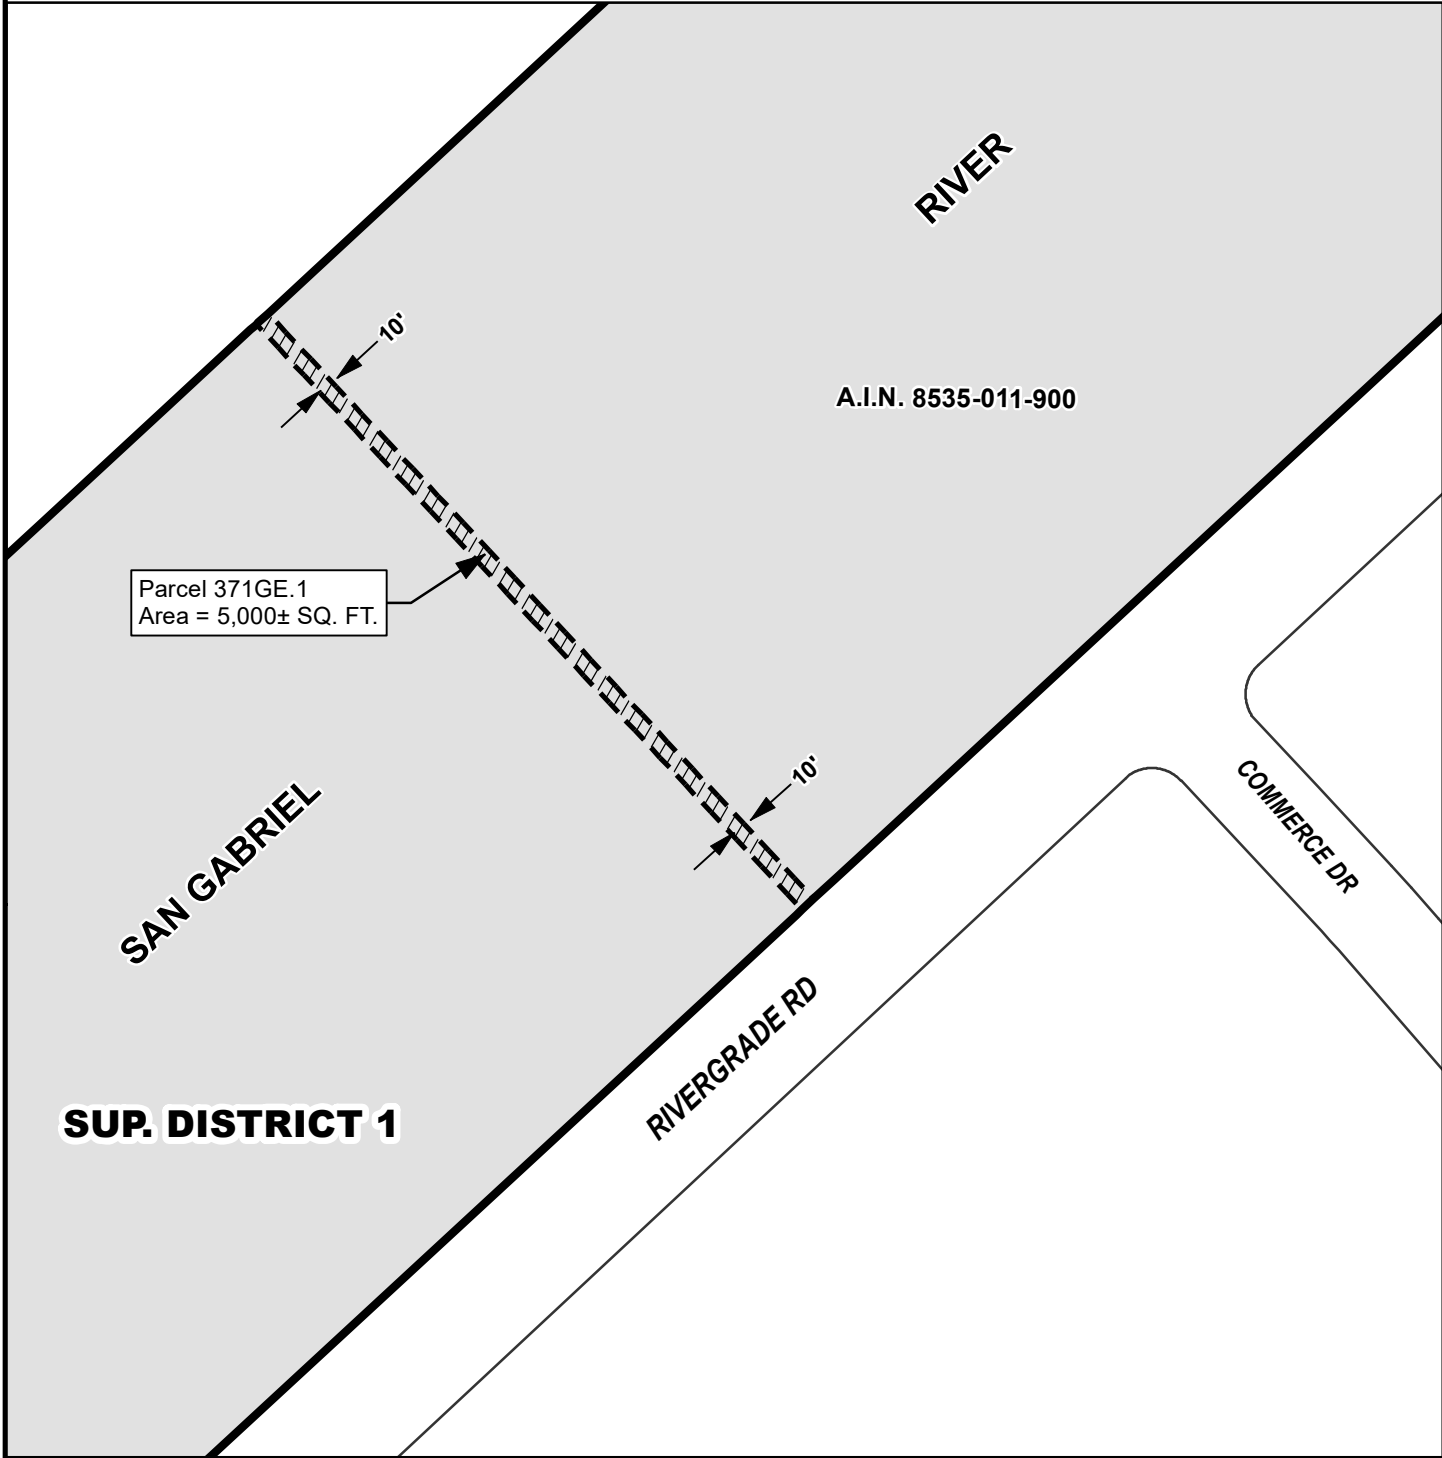 RIVER
10'
A.I.N. 8535-011-900
Parcel 371GE.1
Area = 5,000± SQ. FT.
10'
COMMERCE DR
SAN GABRIEL
RIVERGRADE RD
SUP. DISTRICT 1